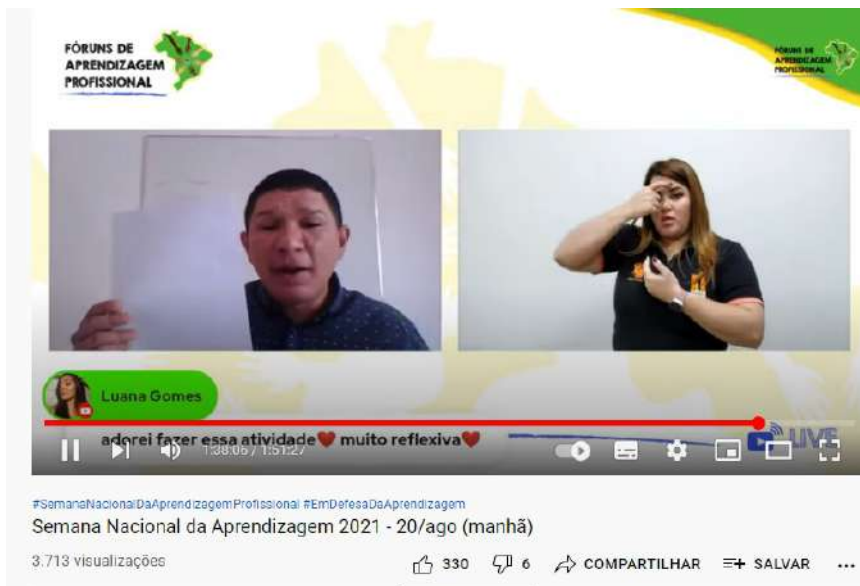 FÓRUNS DE
APRENDIZAGEM
PROFISSIONAL
FÓRUNS DE
APRENDIZAGEM
PROFISSIONAL
Luana Gomes
adorei fazer essa atividade❤️ muito reflexiva❤️
1:38:06 / 1:51:27
LIVE
#SemanaNacionalDaAprendizagemProfissional #EmDefesaDaAprendizagem
Semana Nacional da Aprendizagem 2021 - 20/ago (manhã)
3.713 visualizações
330
6
COMPARTILHAR
SALVAR